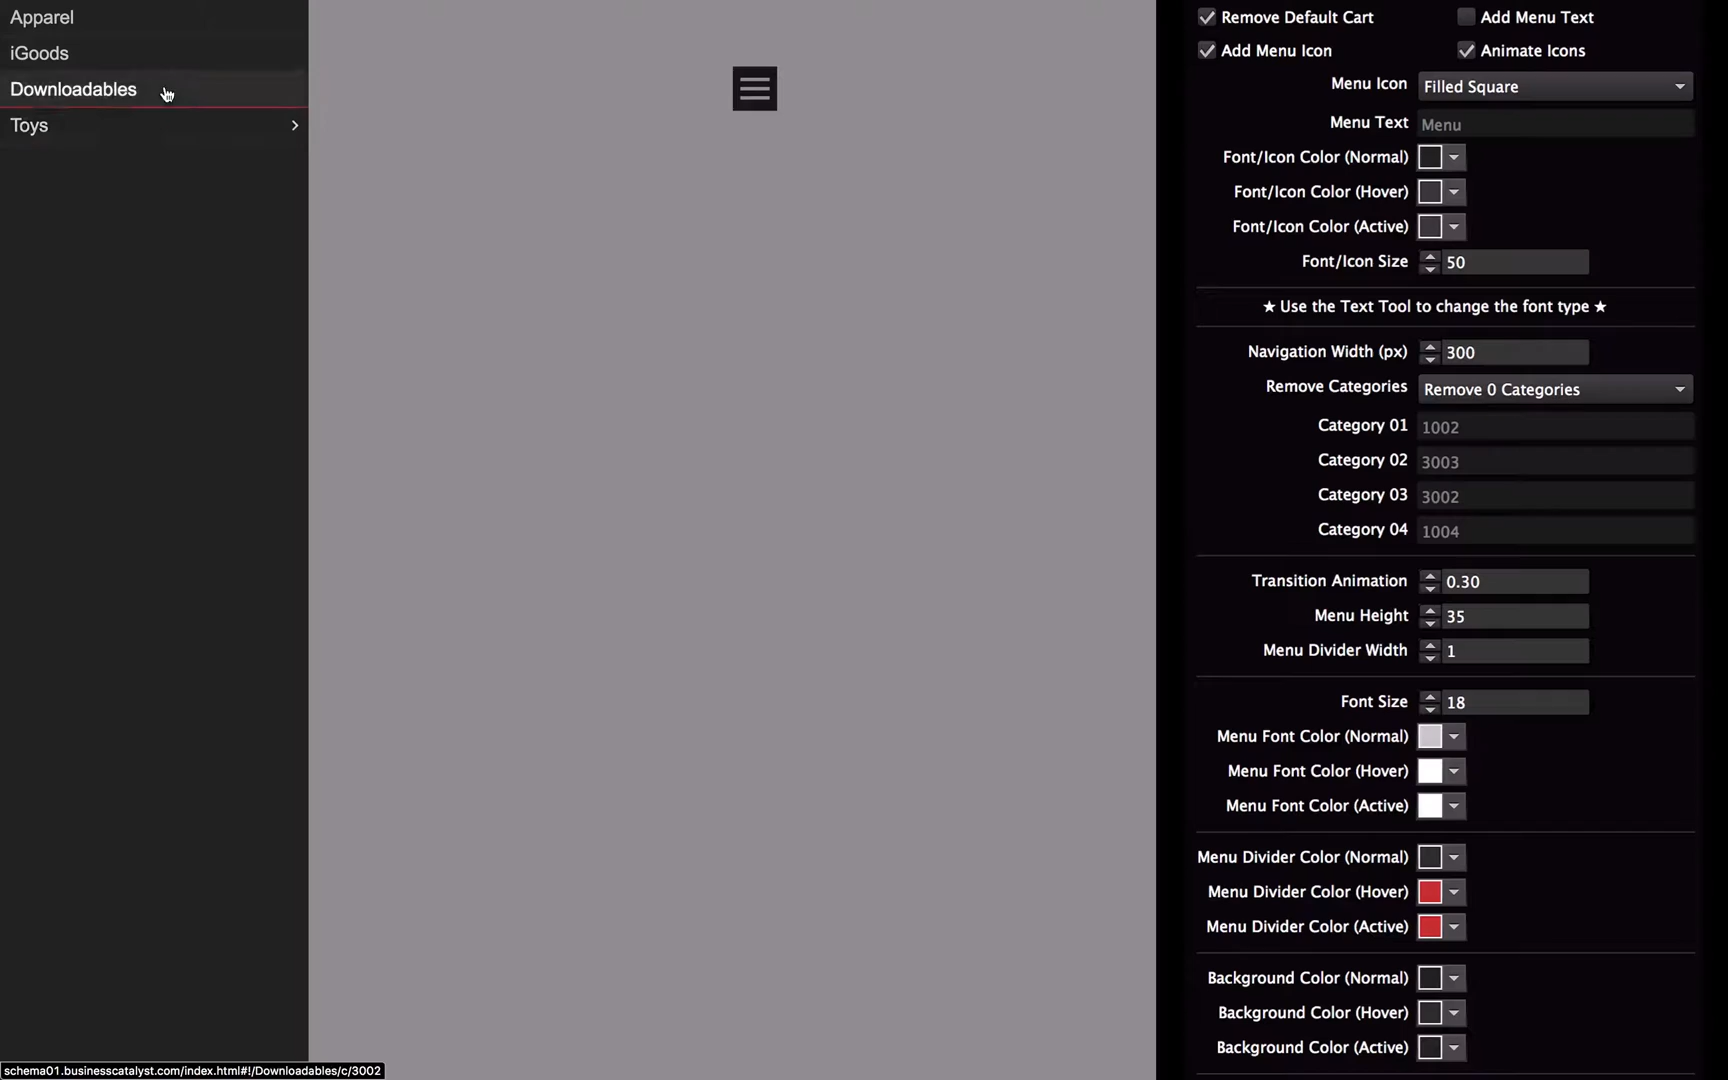 Apparel
iGoods
Downloadables
Toys
Remove Default Cart
Add Menu Text
Add Menu Icon
Animate Icons
Menu Icon Filled Square
Menu Text Menu
Font/Icon Color (Normal)
Font/Icon Color (Hover)
Font/Icon Color (Active)
Font/Icon Size 50
★ Use the Text Tool to change the font type ★
Navigation Width (px) 300
Remove Categories Remove 0 Categories
Category 01 1002
Category 02 3003
Category 03 3002
Category 04 1004
Transition Animation 0.30
Menu Height 35
Menu Divider Width 1
Font Size 18
Menu Font Color (Normal)
Menu Font Color (Hover)
Menu Font Color (Active)
Menu Divider Color (Normal)
Menu Divider Color (Hover)
Menu Divider Color (Active)
Background Color (Normal)
Background Color (Hover)
Background Color (Active)
schema01.businesscatalyst.com/index.html#!/Downloadables/c/3002